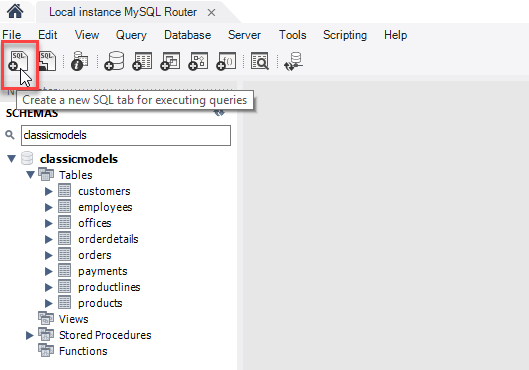 Local instance MySQL Router
File Edit View Query Database Server Tools Scripting Help
SQL SQL
Create a new SQL tab for executing queries
SCHEMAS
classicmodels
classicmodels
Tables
customers
employees
offices
orderdetails
orders
payments
productlines
products
Views
Stored Procedures
Functions